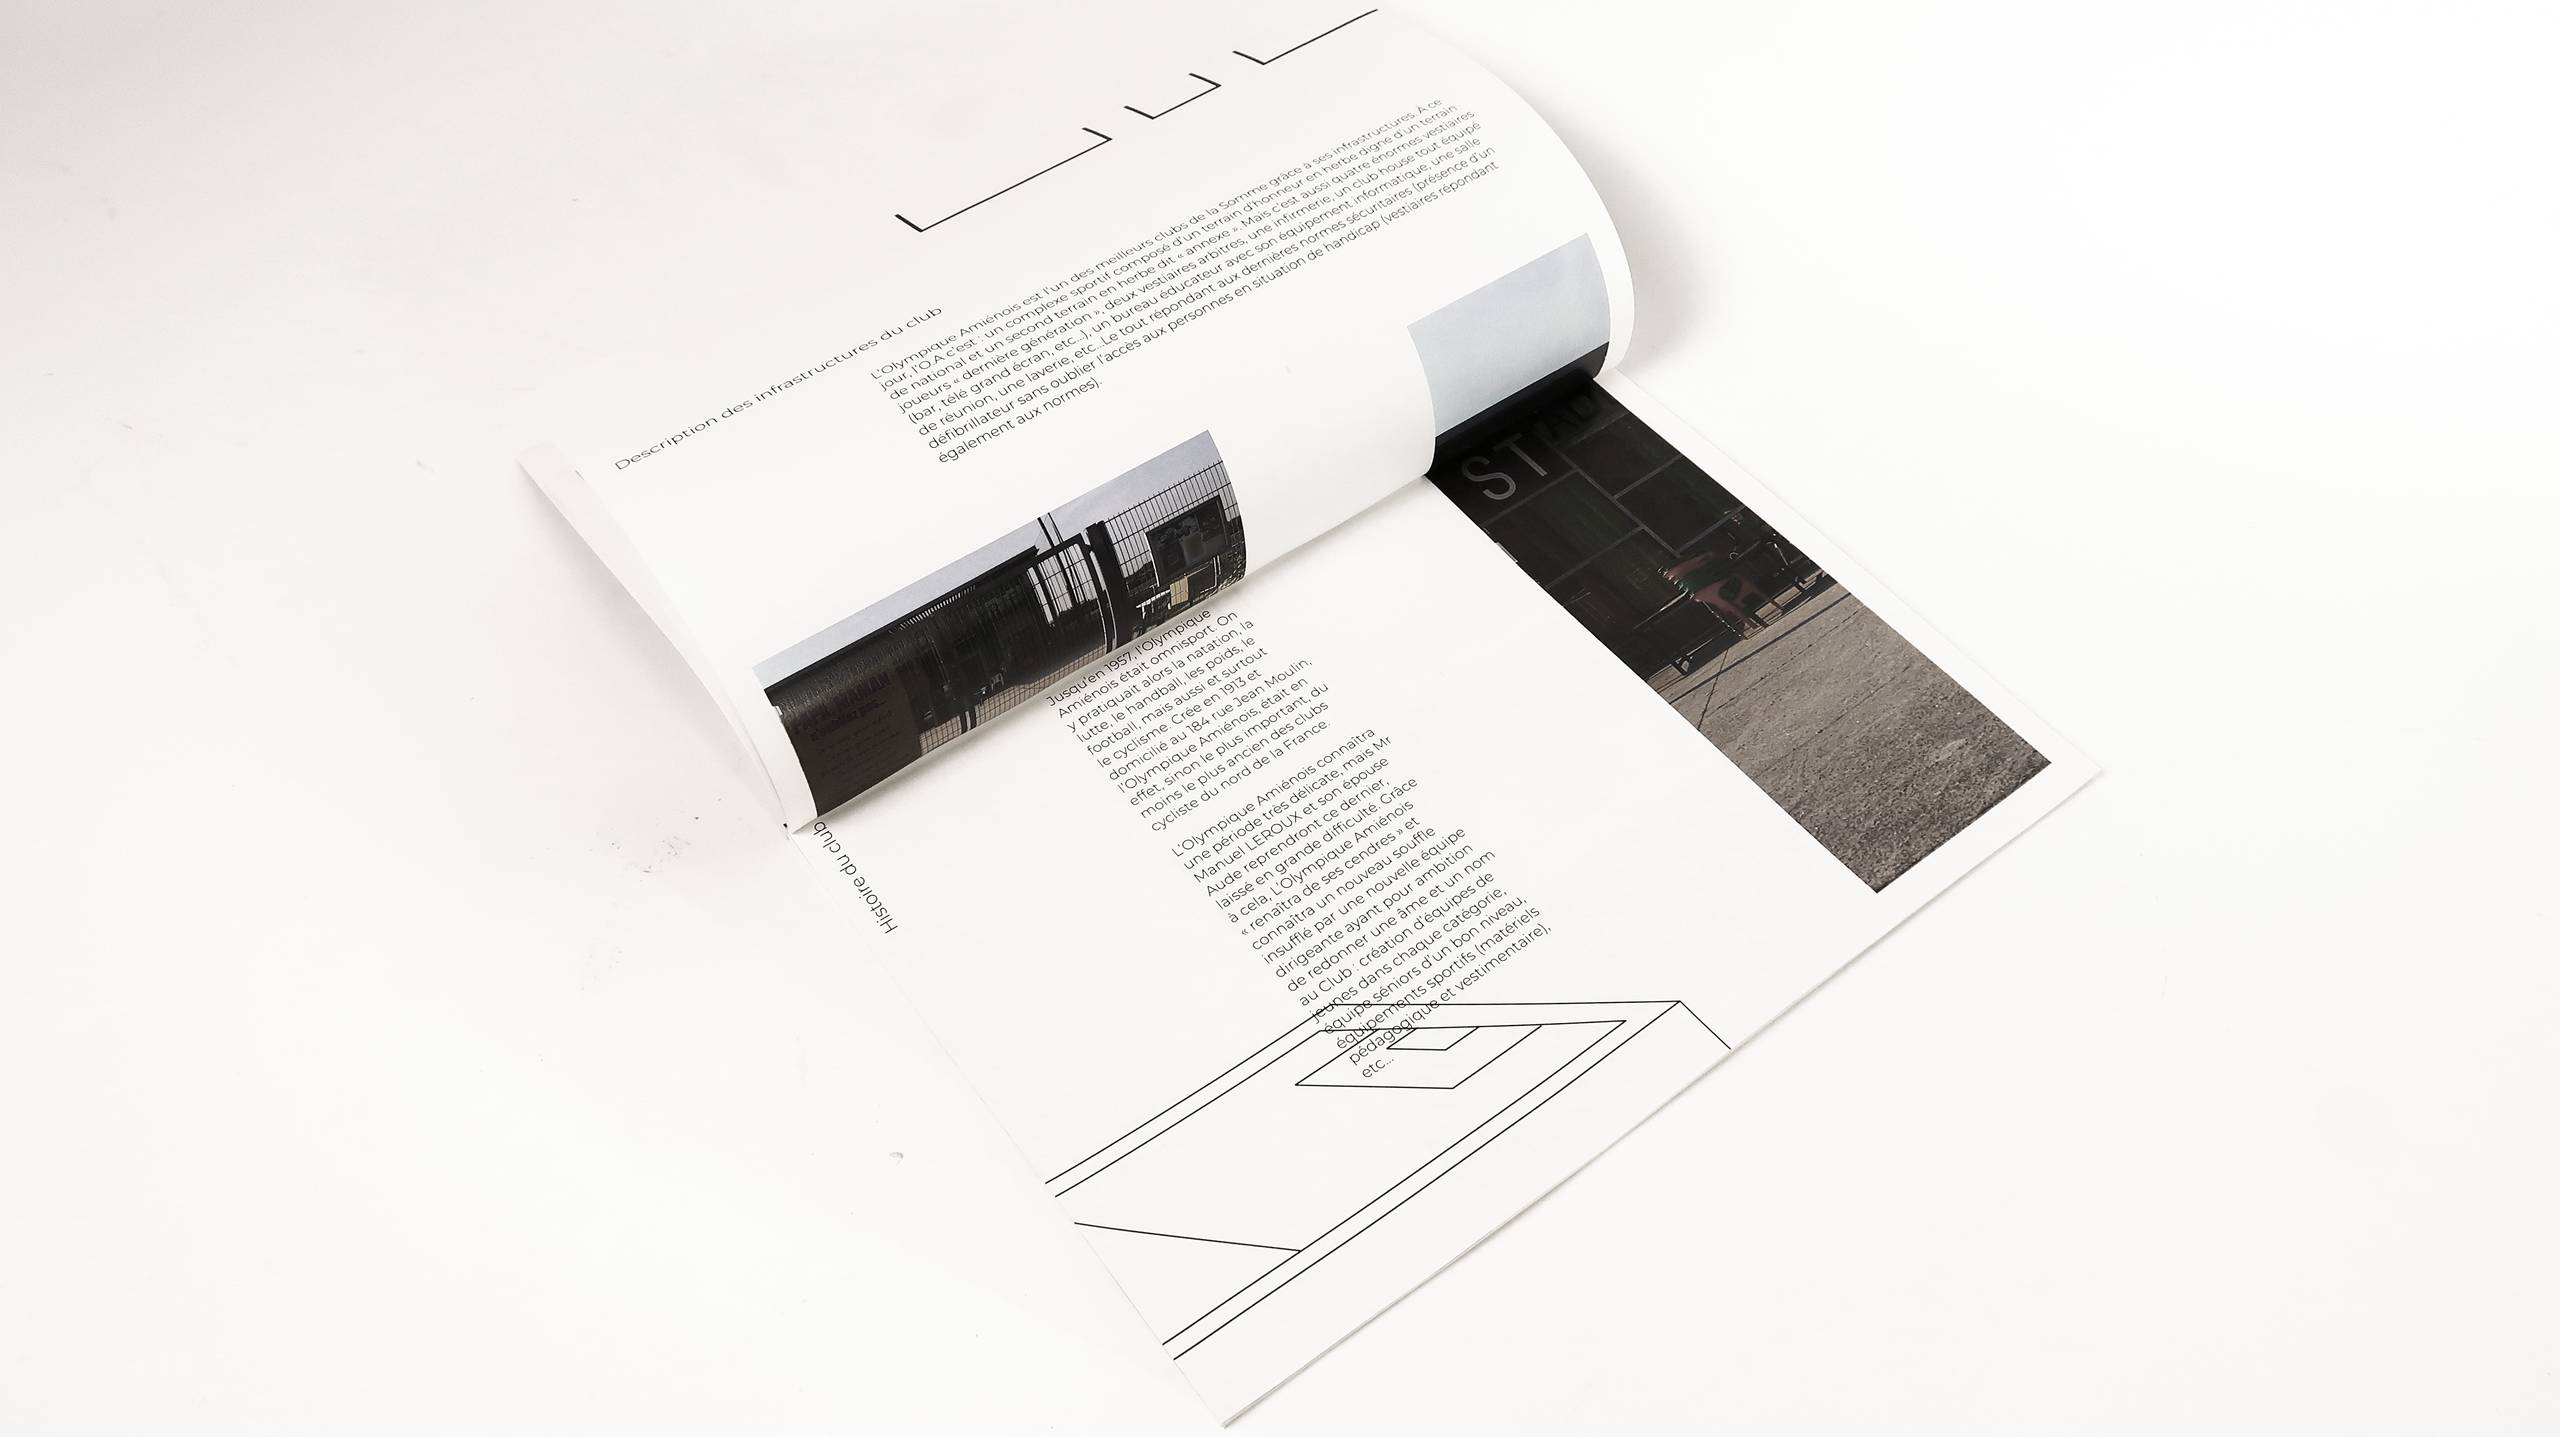 Description des infrastructures du club
L'Olympique Amiénois est l'un des meilleurs clubs de la Somme grâce à ses infrastructures. À ce
jour, l'O.A c'est : un complexe sportif composé d'un terrain d'honneur en herbe digne d'un terrain
de national et un second terrain en herbe dit « annexe ». Mais c'est aussi quatre énormes vestiaires
joueurs « dernière génération », deux vestiaires arbitres, une infirmerie, un club house tout équipé
(bar, télé grand écran, etc...), un bureau éducateur avec son équipement informatique, une salle
de réunion, une laverie, etc...Le tout répondant aux dernières normes sécuritaires (présence d'un
défibrillateur sans oublier l'accès aux personnes en situation de handicap (vestiaires répondant
également aux normes).
STAD
Histoire du club
Jusqu'en 1957, l'Olympique
Amiénois était omnisport. On
y pratiquait alors la natation, la
lutte, le handball, les poids, le
football, mais aussi et surtout
le cyclisme. Crée en 1913 et
domicilié au 184 rue Jean Moulin,
l'Olympique Amiénois, était en
effet, sinon le plus important, du
moins le plus ancien des clubs
cycliste du nord de la France.
L'Olympique Amiénois connaîtra
une période très délicate, mais Mr
Manuel LEROUX et son épouse
Aude reprendront ce dernier,
laissé en grande difficulté. Grâce
à cela, L'Olympique Amiénois
« renaîtra de ses cendres » et
connaîtra un nouveau souffle
insufflé par une nouvelle équipe
dirigeante ayant pour ambition
de redonner une âme et un nom
au Club : création d'équipes de
jeunes dans chaque catégorie,
équipe séniors d'un bon niveau,
équipements sportifs (matériels
pédagogique et vestimentaire),
etc...